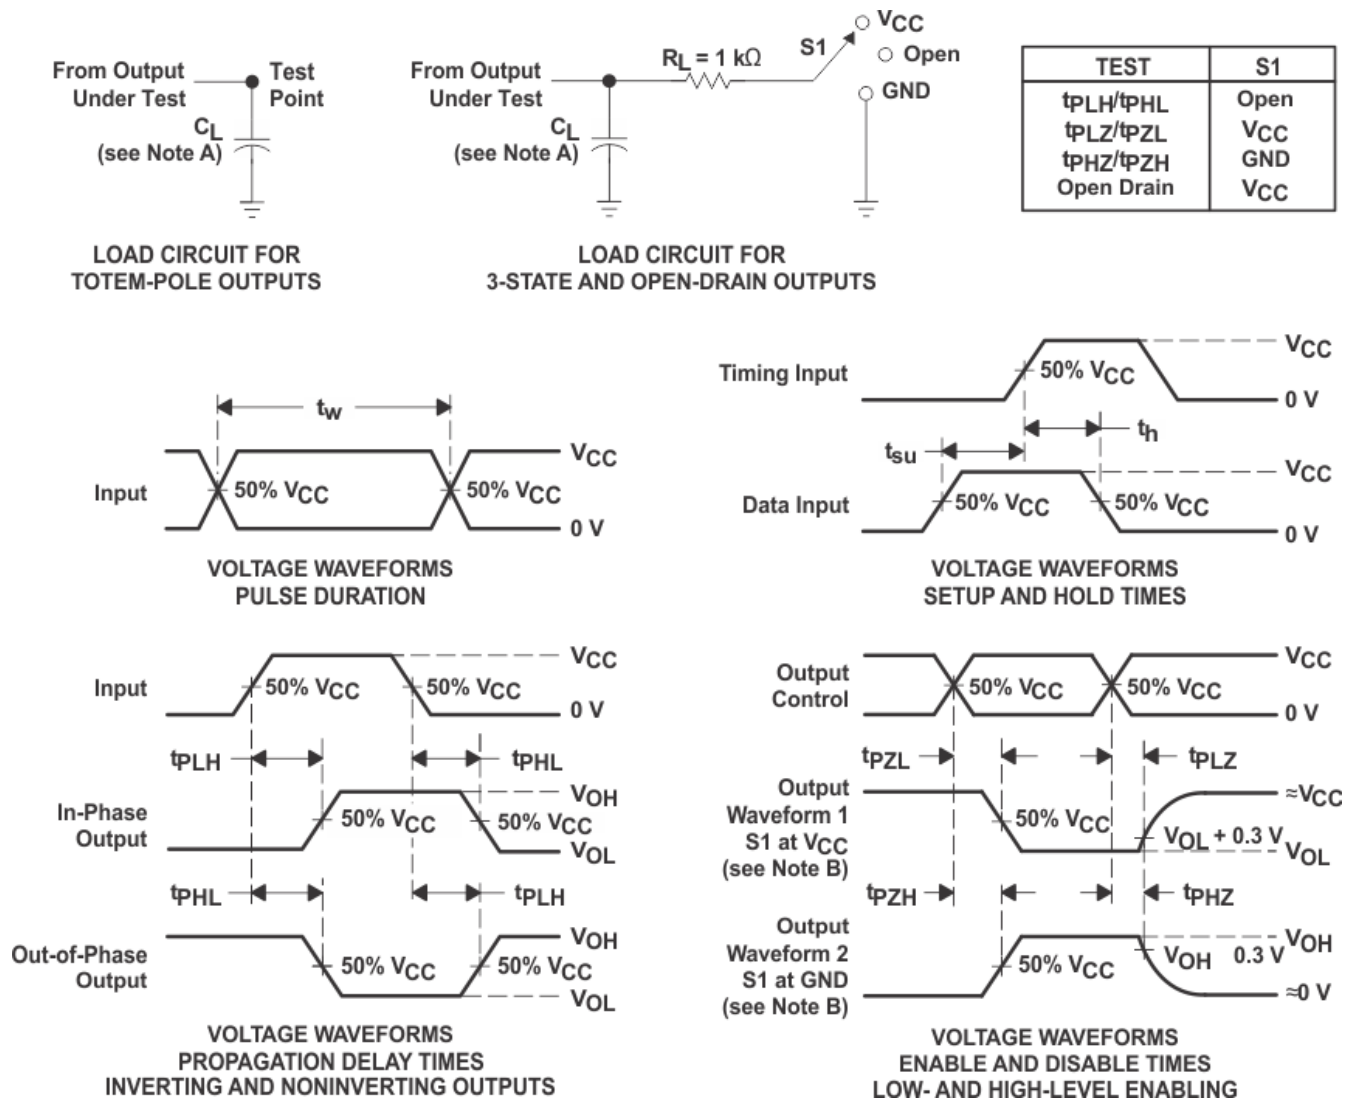 From Output
Under Test
Test
Point
CL
(see Note A)
LOAD CIRCUIT FOR
TOTEM-POLE OUTPUTS
From Output
Under Test
CL
(see Note A)
RL = 1 kΩ
S1
VCC
Open
GND
LOAD CIRCUIT FOR
3-STATE AND OPEN-DRAIN OUTPUTS
TEST S1
tPLH/tPHL Open
tPLZ/tPZL VCC
tPHZ/tPZH GND
Open Drain VCC
tw
Input
50% VCC
50% VCC
VCC
0 V
VOLTAGE WAVEFORMS
PULSE DURATION
Timing Input
50% VCC
VCC
0 V
tsu
th
Data Input
50% VCC
50% VCC
VCC
0 V
VOLTAGE WAVEFORMS
SETUP AND HOLD TIMES
Input
50% VCC
50% VCC
VCC
0 V
tPLH
tPHL
In-Phase
Output
50% VCC
50% VCC
VOH
VOL
tPHL
tPLH
Out-of-Phase
Output
50% VCC
50% VCC
VOH
VOL
VOLTAGE WAVEFORMS
PROPAGATION DELAY TIMES
INVERTING AND NONINVERTING OUTPUTS
Output
Control
50% VCC
50% VCC
VCC
0 V
tPZL
tPLZ
Output
Waveform 1
S1 at VCC
(see Note B)
50% VCC
VOL + 0.3 V
≈VCC
VOL
tPZH
tPHZ
Output
Waveform 2
S1 at GND
(see Note B)
50% VCC
VOH 0.3 V
VOH
≈0 V
VOLTAGE WAVEFORMS
ENABLE AND DISABLE TIMES
LOW- AND HIGH-LEVEL ENABLING